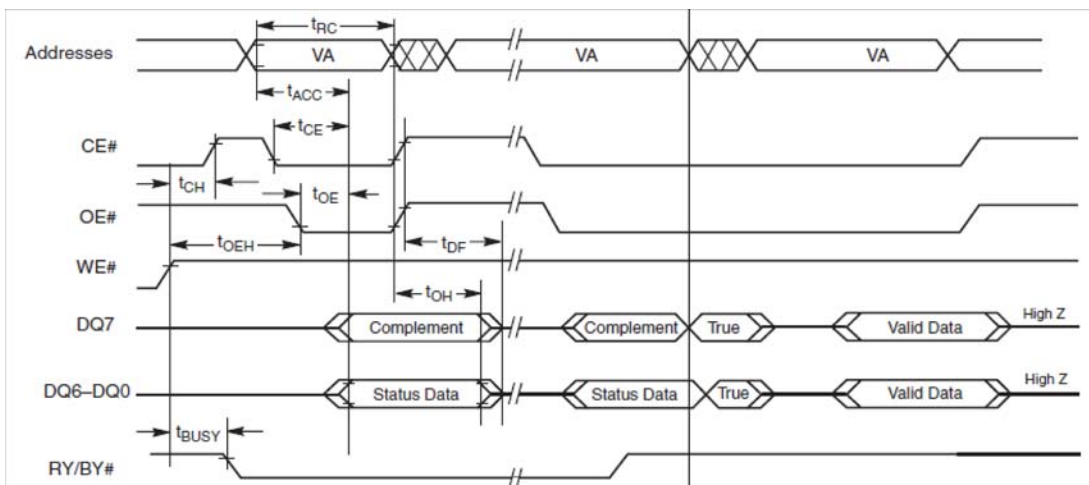 tRC
Addresses VA VA VA
tACC
tCE
CE#
tCH tOE
OE#
tOEH tDF
WE#
tOH
High Z
DQ7 Complement Complement True Valid Data
High Z
DQ6–DQ0 Status Data Status Data True Valid Data
tBUSY
RY/BY#